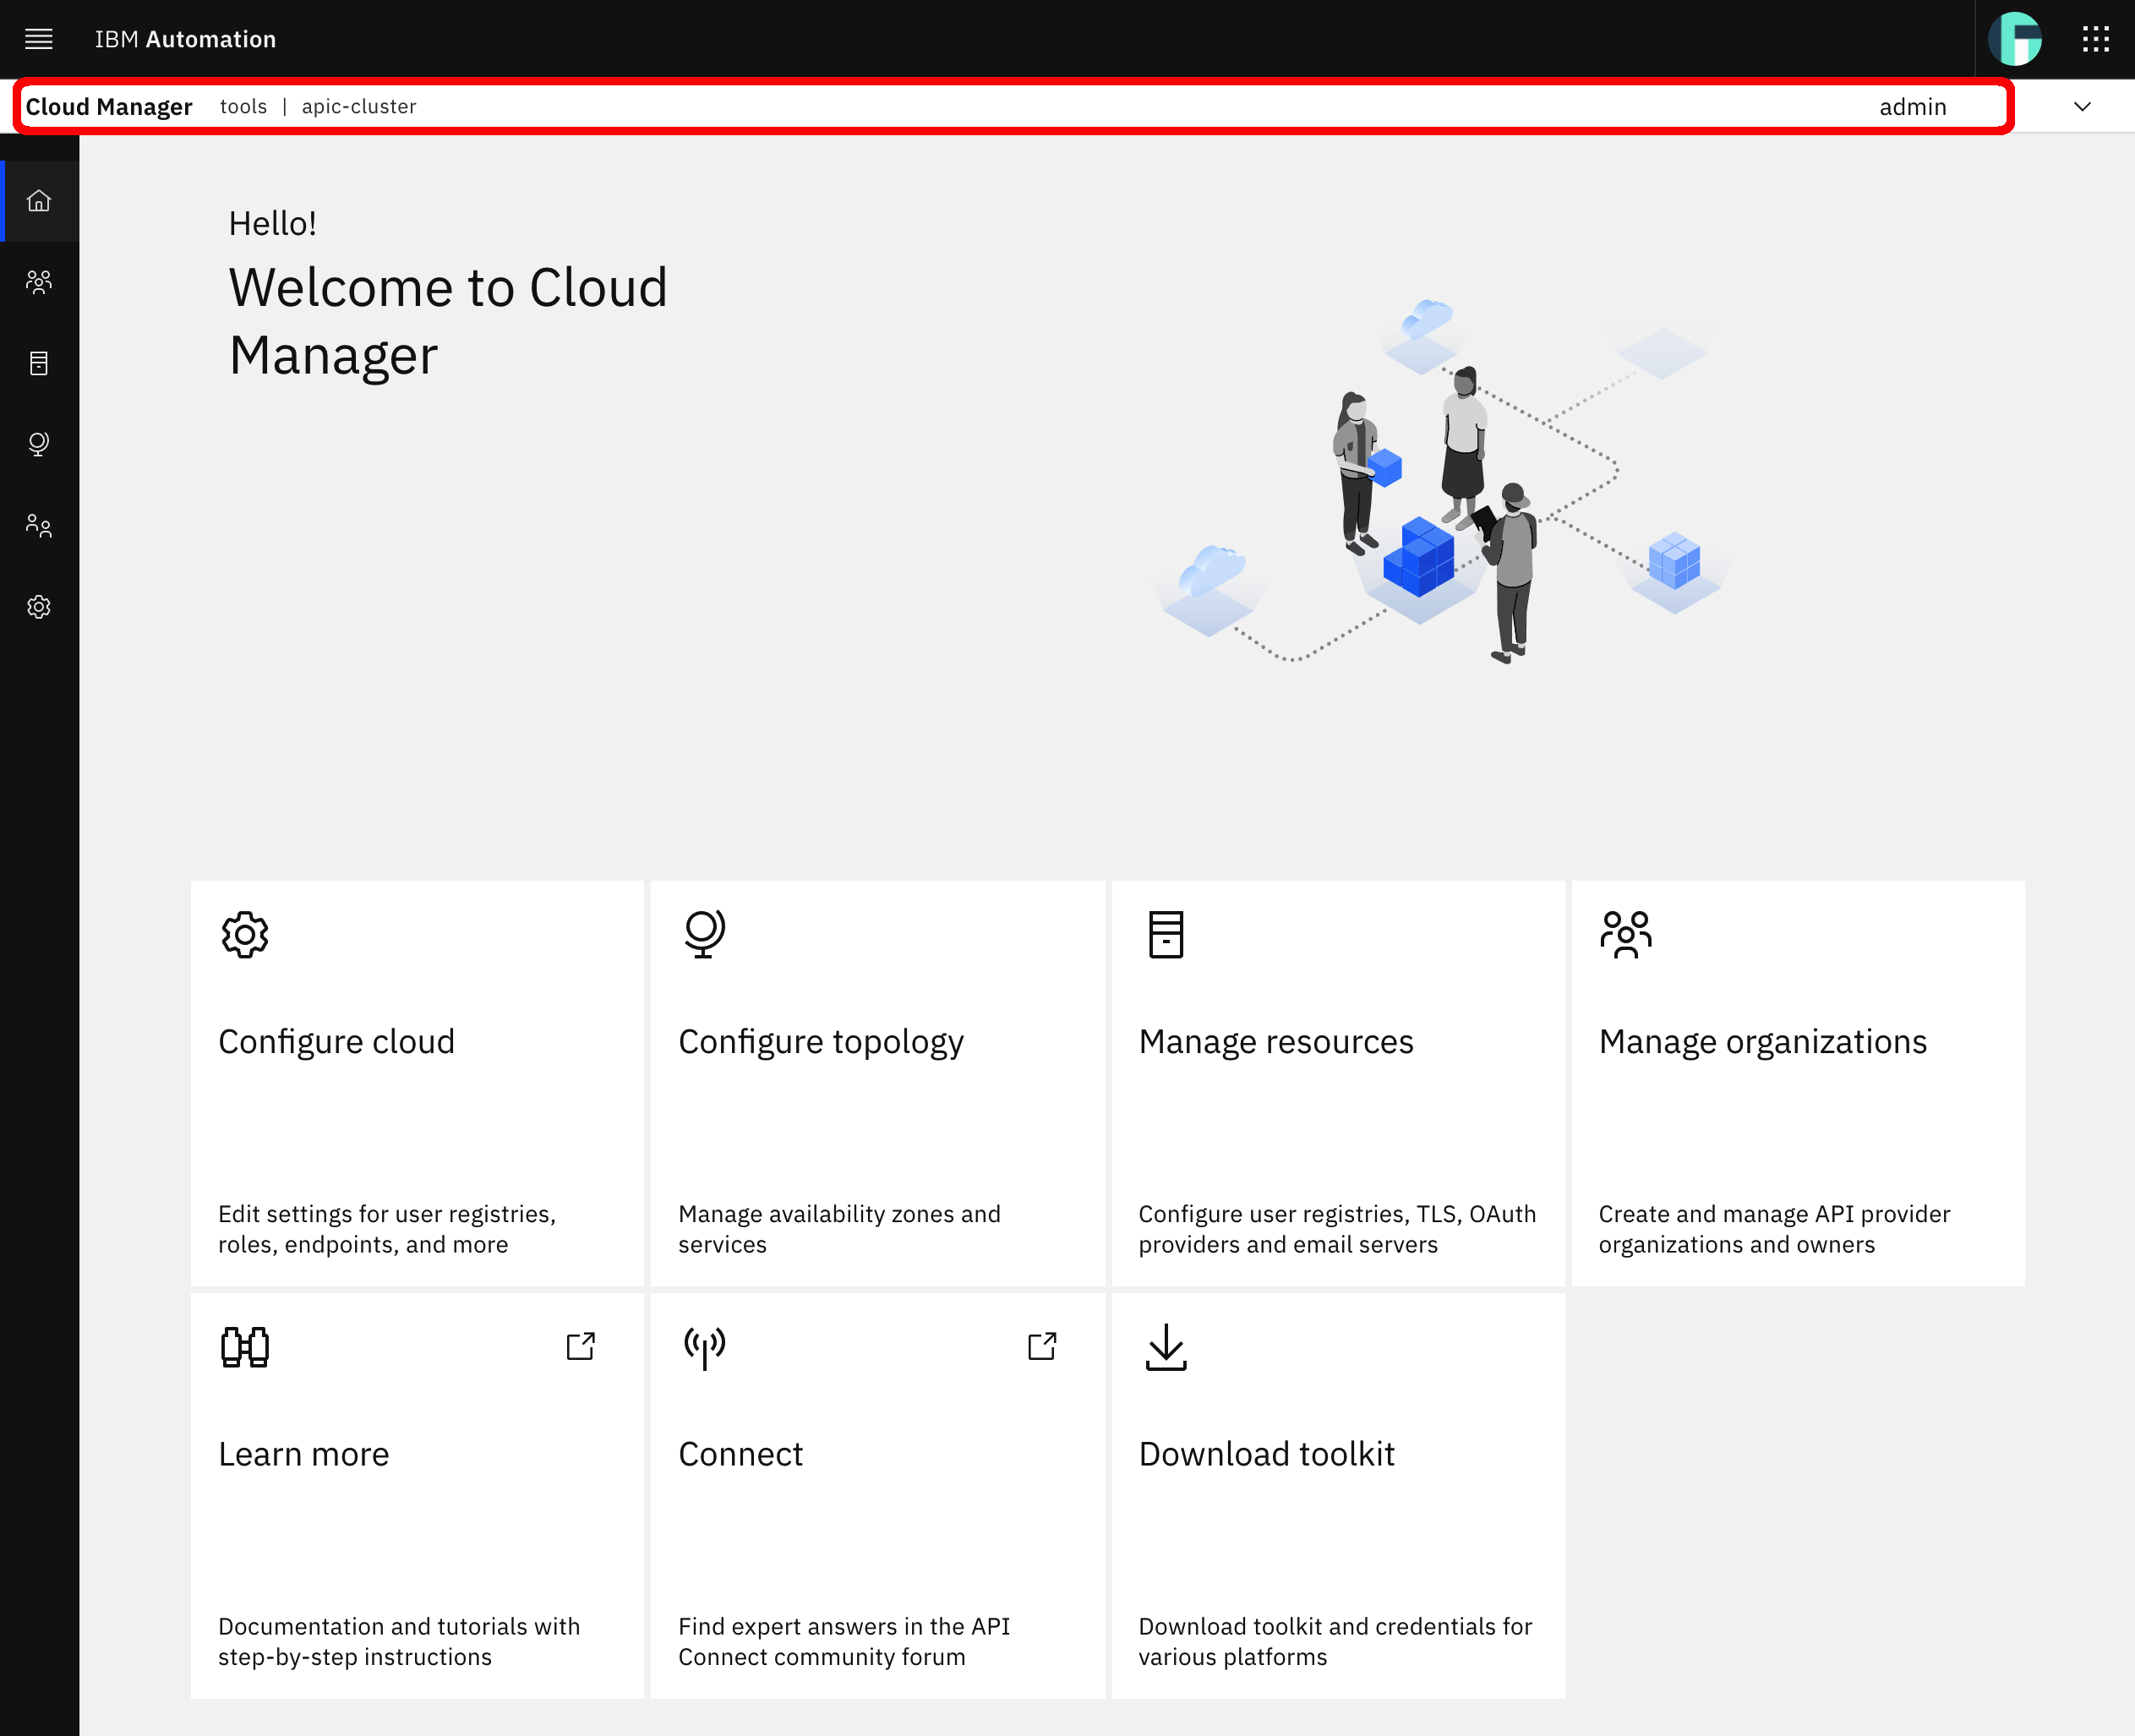 IBM Automation
Cloud Manager tools | apic-cluster admin
Hello!
Welcome to Cloud
Manager
Configure cloud
Edit settings for user registries,
roles, endpoints, and more
Configure topology
Manage availability zones and
services
Manage resources
Configure user registries, TLS, OAuth
providers and email servers
Manage organizations
Create and manage API provider
organizations and owners
Learn more
Documentation and tutorials with
step-by-step instructions
Connect
Find expert answers in the API
Connect community forum
Download toolkit
Download toolkit and credentials for
various platforms